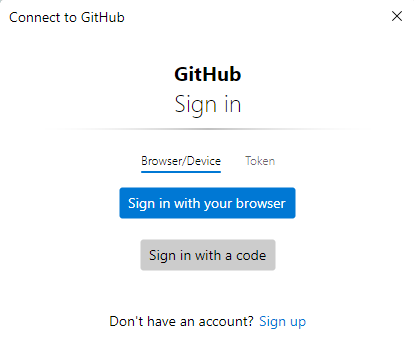 Connect to GitHub
GitHub
Sign in
Browser/Device Token
Sign in with your browser
Sign in with a code
Don't have an account? Sign up